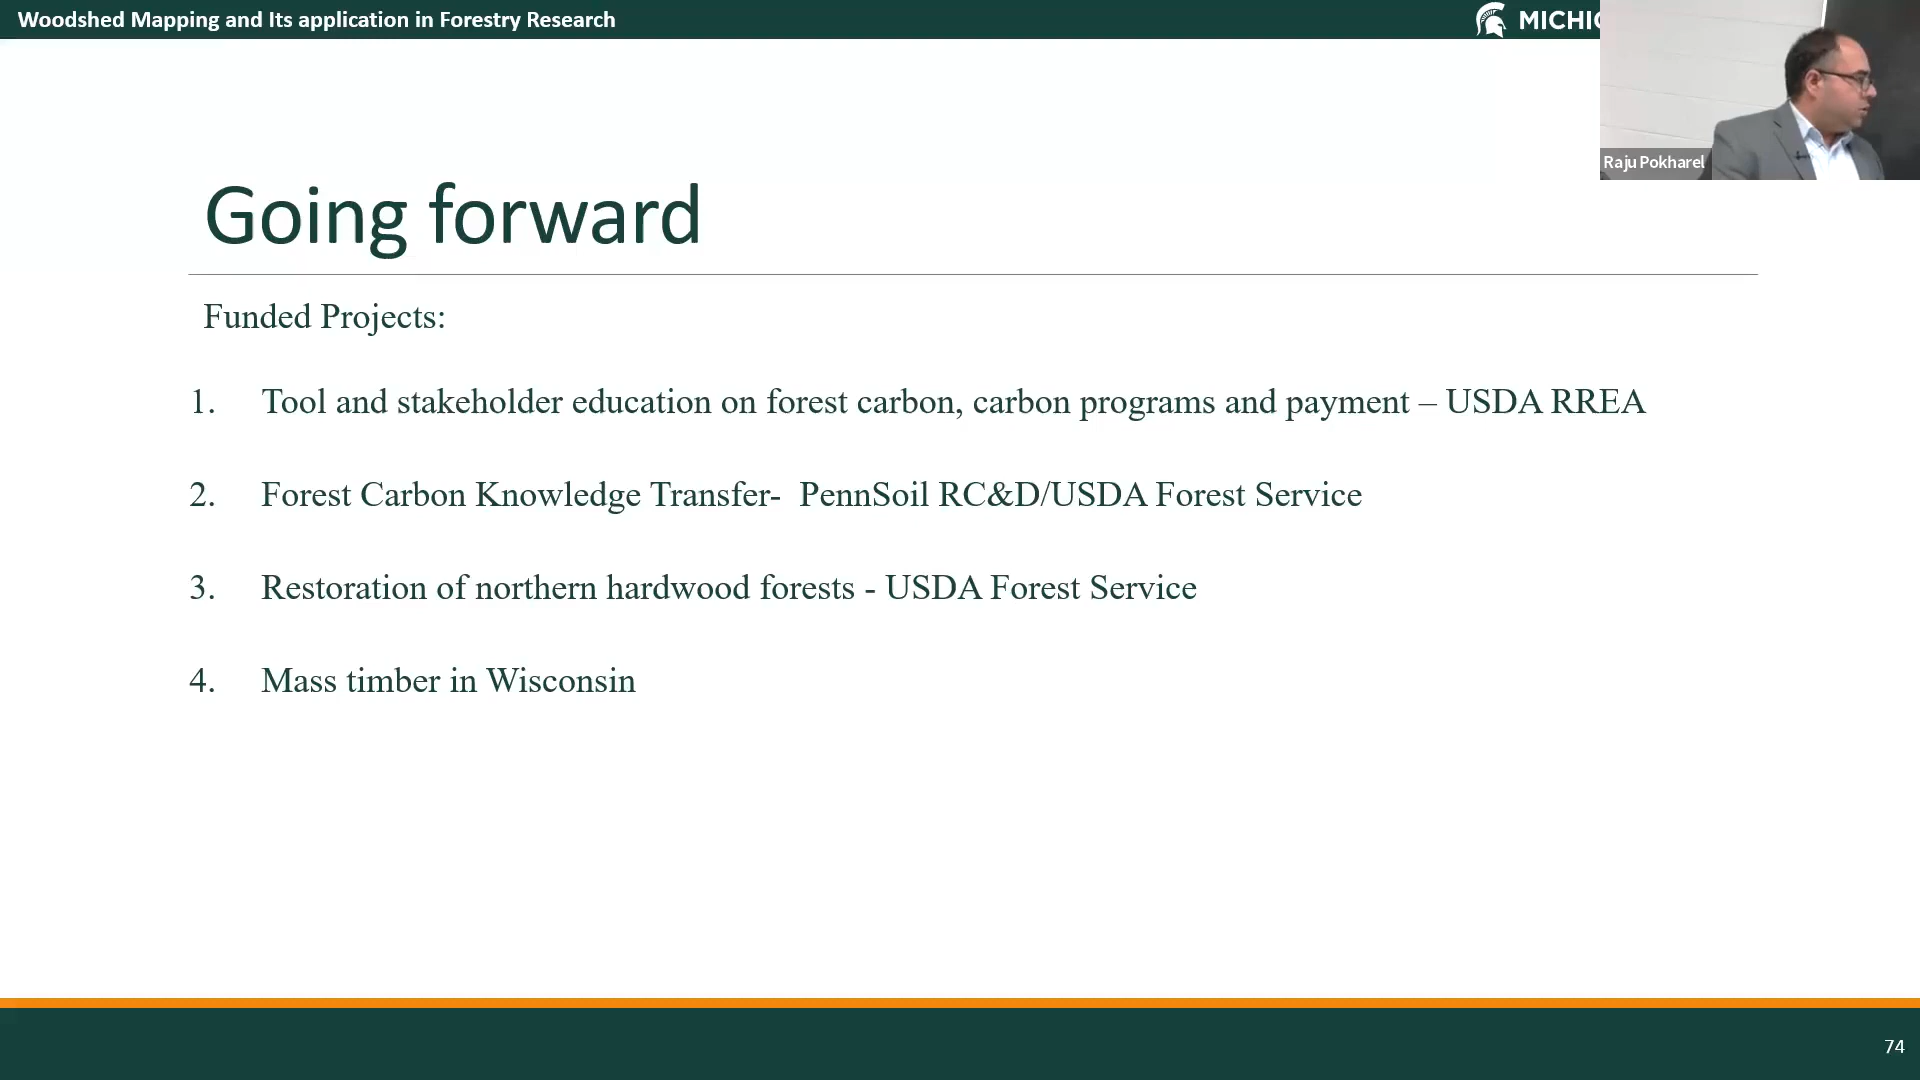 Woodshed Mapping and Its application in Forestry Research
MICHI
Raju Pokharel
Going forward
Funded Projects:
1. Tool and stakeholder education on forest carbon, carbon programs and payment – USDA RREA
2. Forest Carbon Knowledge Transfer- PennSoil RC&D/USDA Forest Service
3. Restoration of northern hardwood forests - USDA Forest Service
4. Mass timber in Wisconsin
74